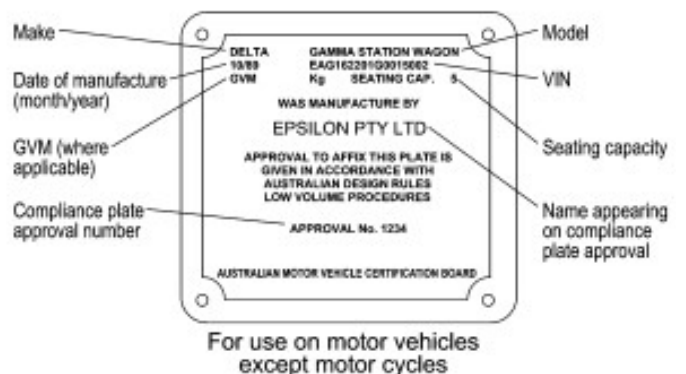 Make
Model
DELTA GAMMA STATION WAGON
10/89 EAG162201G0015002
Date of manufacture
(month/year)
VIN
GVM Kg SEATING CAP. 5
WAS MANUFACTURE BY
EPSILON PTY LTD
GVM (where
applicable)
Seating capacity
APPROVAL TO AFFIX THIS PLATE IS
GIVEN IN ACCORDANCE WITH
AUSTRALIAN DESIGN RULES
LOW VOLUME PROCEDURES
Compliance plate
approval number
Name appearing
on compliance
plate approval
APPROVAL No. 1234
AUSTRALIAN MOTOR VEHICLE CERTIFICATION BOARD
For use on motor vehicles
except motor cycles